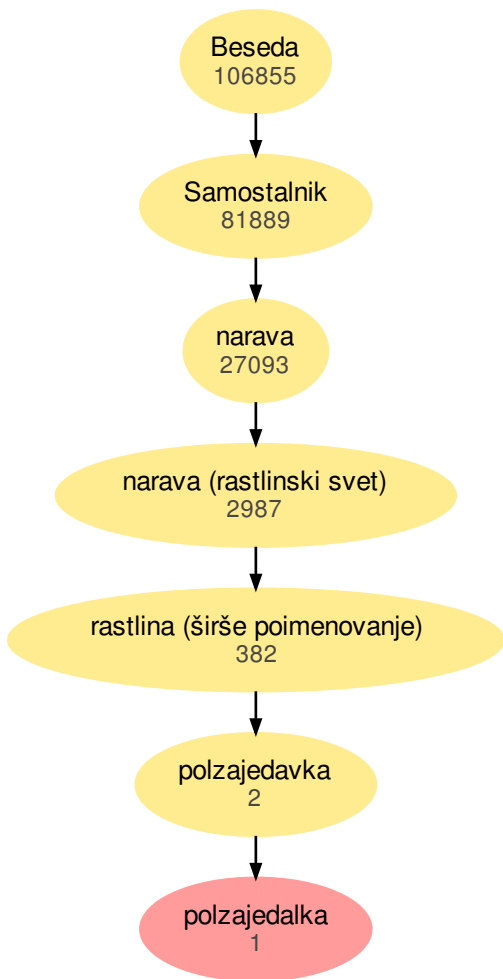 Beseda
106855
Samostalnik
81889
narava
27093
narava (rastlinski svet)
2987
rastlina (širše poimenovanje)
382
polzajedavka
2
polzajedalka
1